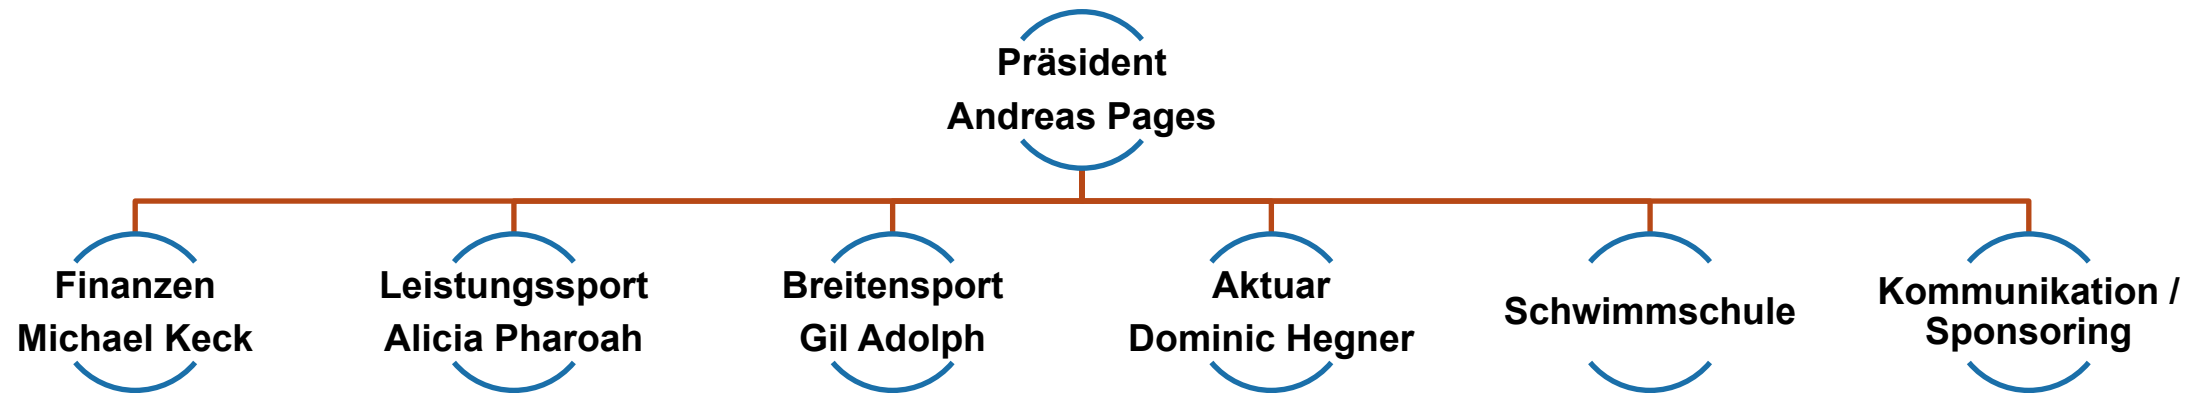 Präsident
Andreas Pages
Finanzen
Michael Keck
Leistungssport
Alicia Pharoah
Breitensport
Gil Adolph
Aktuar
Dominic Hegner
Schwimmschule
Kommunikation /
Sponsoring